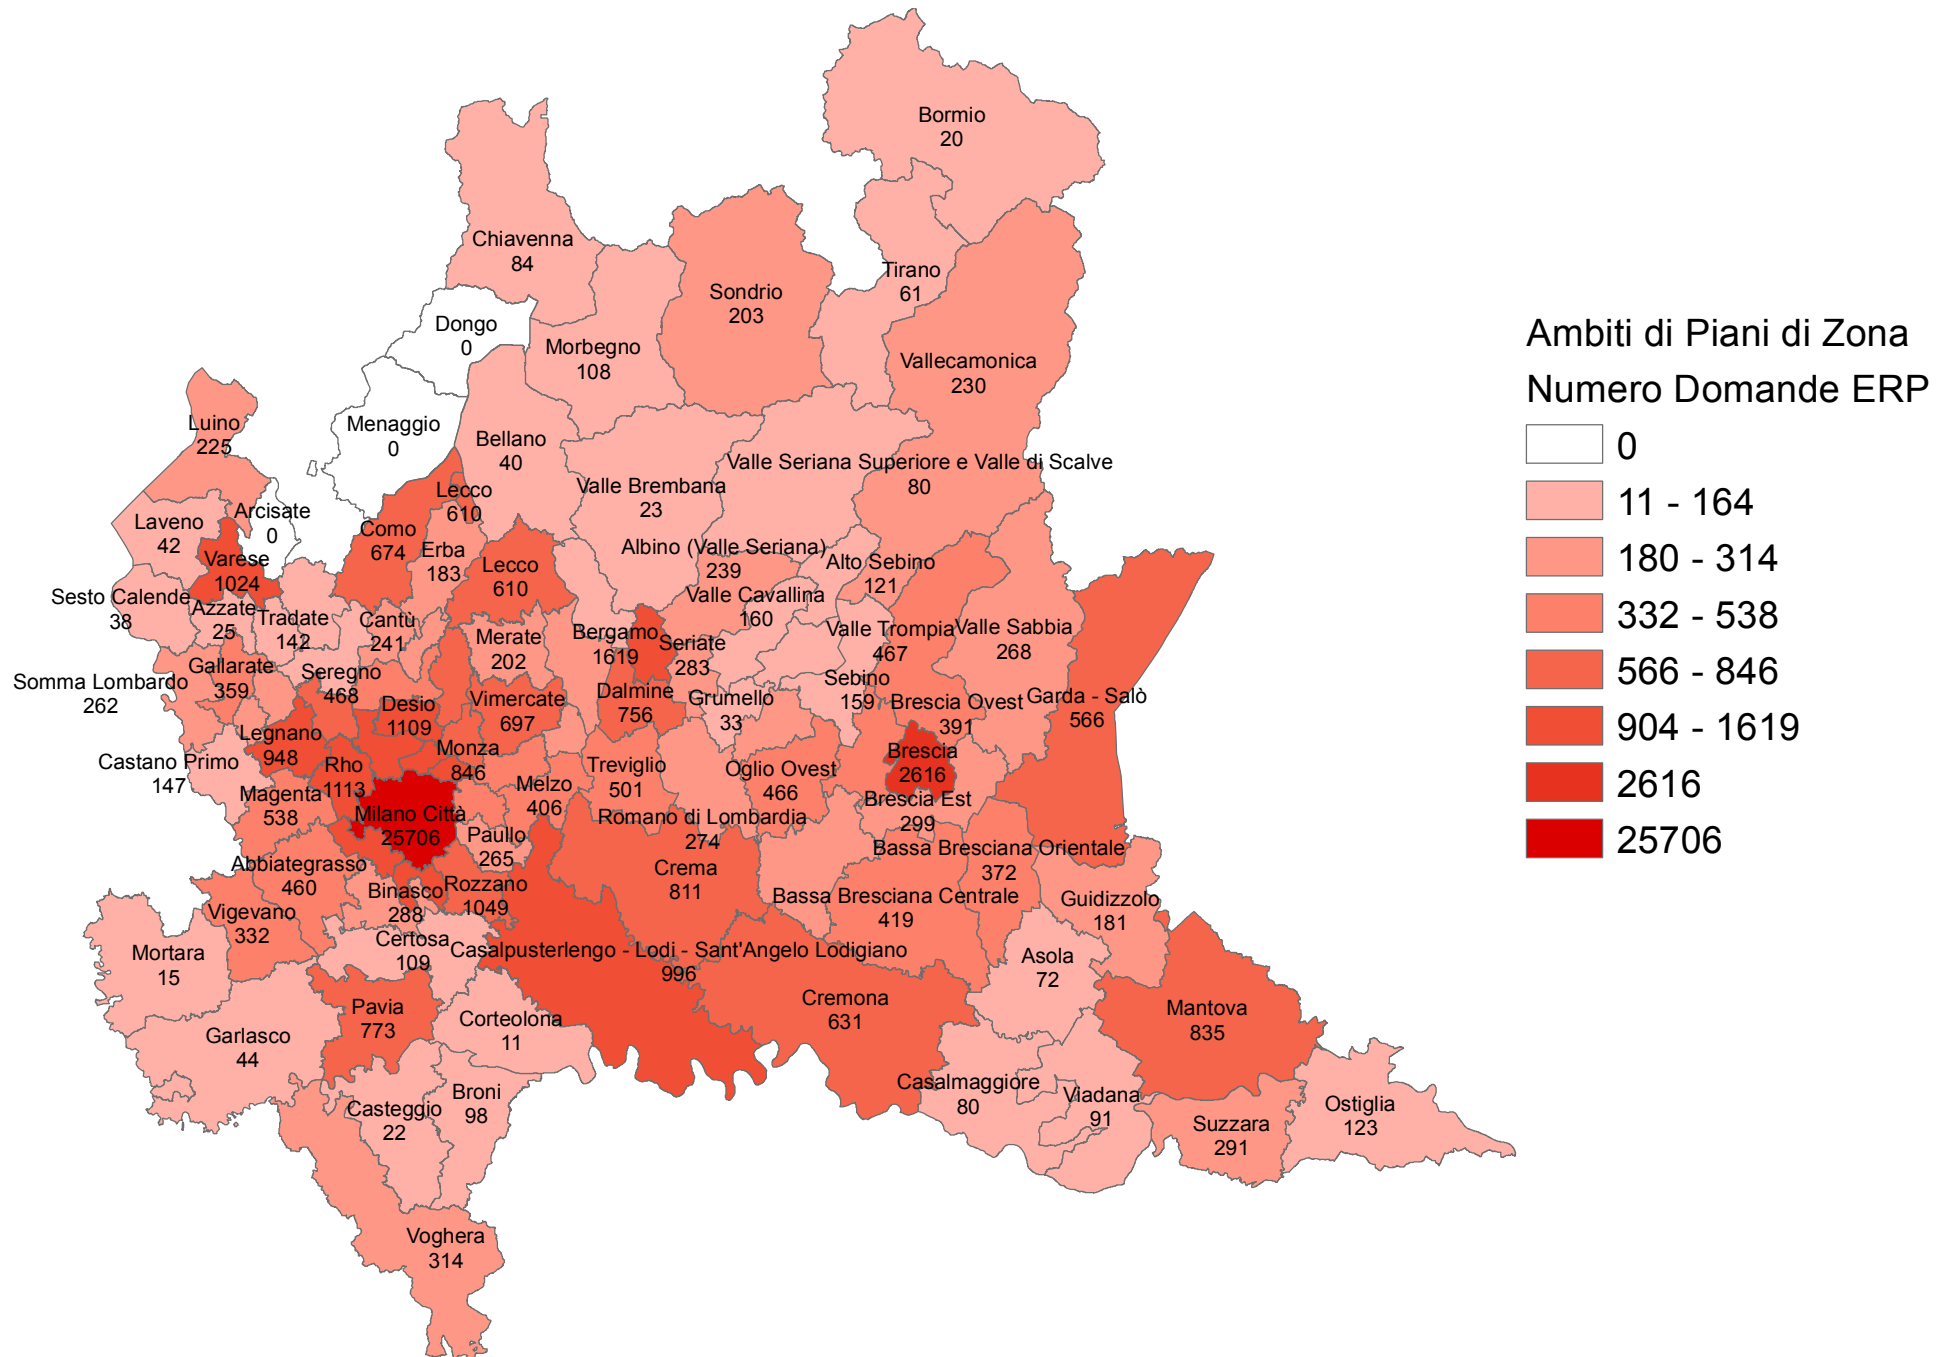 Bormio
20
Chiavenna
84
Tirano
61
Sondrio
203
Dongo
0
Morbegno
108
Vallecamonica
230
Luino
225
Menaggio
0
Bellano
40
Valle Seriana Superiore e Valle di Scalve
80
Lecco
610
Valle Brembana
23
Arcisate
0
Laveno
42
Como
674
Erba
183
Varese
1024
Lecco
610
Albino (Valle Seriana)
239
Alto Sebino
121
Sesto Calende
38
Azzate
25
Tradate
142
Cantù
241
Valle Cavallina
160
Merate
202
Bergamo
1619
Seriate
283
Valle Trompia
467
Valle Sabbia
268
Somma Lombardo
262
Gallarate
359
Seregno
468
Desio
1109
Vimercate
697
Dalmine
756
Grumello
33
Sebino
159
Brescia Ovest
391
Garda - Salò
566
Legnano
948
Castano Primo
147
Rho
1113
Monza
846
Brescia
2616
Magenta
538
Melzo
406
Treviglio
501
Oglio Ovest
466
Milano Città
25706
Paullo
265
Romano di Lombardia
274
Brescia Est
299
Bassa Bresciana Orientale
372
Abbiategrasso
460
Binasco
288
Rozzano
1049
Crema
811
Bassa Bresciana Centrale
419
Guidizzolo
181
Vigevano
332
Mortara
15
Certosa
109
Casalpusterlengo - Lodi - Sant'Angelo Lodigiano
996
Asola
72
Pavia
773
Cremona
631
Mantova
835
Garlasco
44
Corteolona
11
Casalmaggiore
80
Viadana
91
Broni
98
Casteggio
22
Suzzara
291
Ostiglia
123
Voghera
314
Ambiti di Piani di Zona
Numero Domande ERP
0
11 - 164
180 - 314
332 - 538
566 - 846
904 - 1619
2616
25706